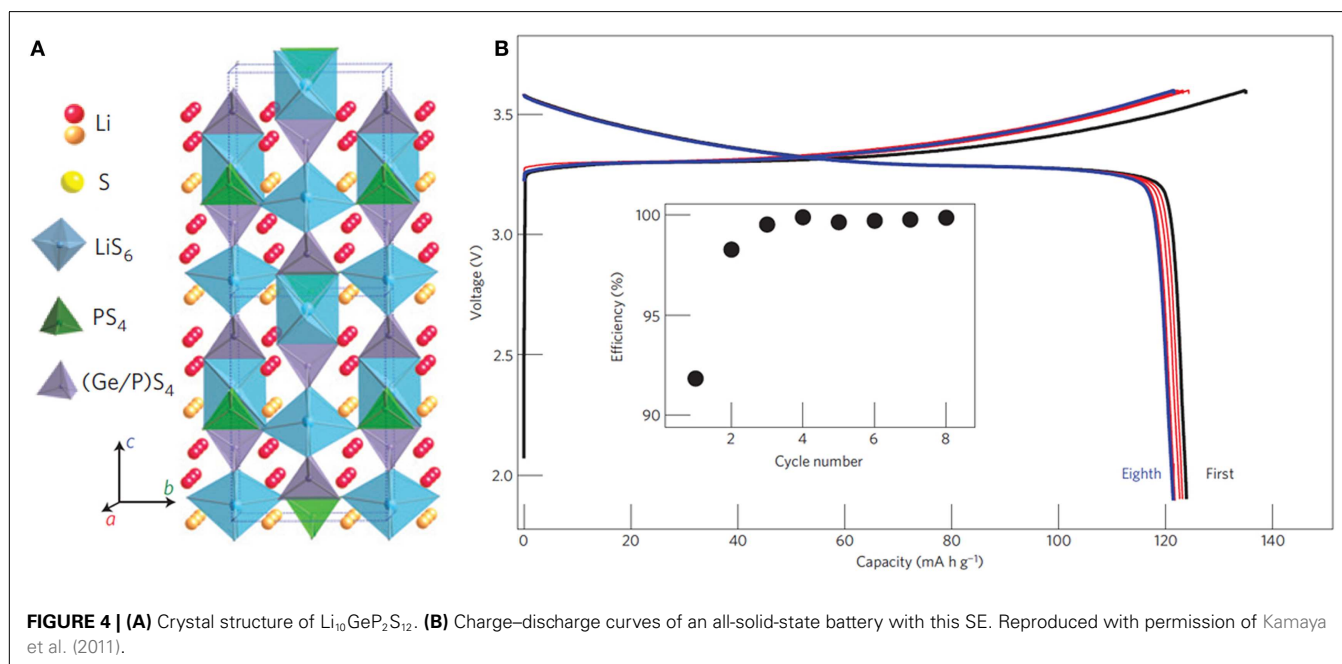 A
Li
S
LiS₆
PS₄
(Ge/P)S₄
c
b
a
B
3.5
3.0
2.5
2.0
Voltage (V)
100
95
90
Efficiency (%)
2 4 6 8
Cycle number
Eighth First
0 20 40 60 80 100 120 140
Capacity (mA h g⁻¹)
FIGURE 4 | (A) Crystal structure of Li₁₀GeP₂S₁₂. (B) Charge–discharge curves of an all-solid-state battery with this SE. Reproduced with permission of Kamaya
et al. (2011).